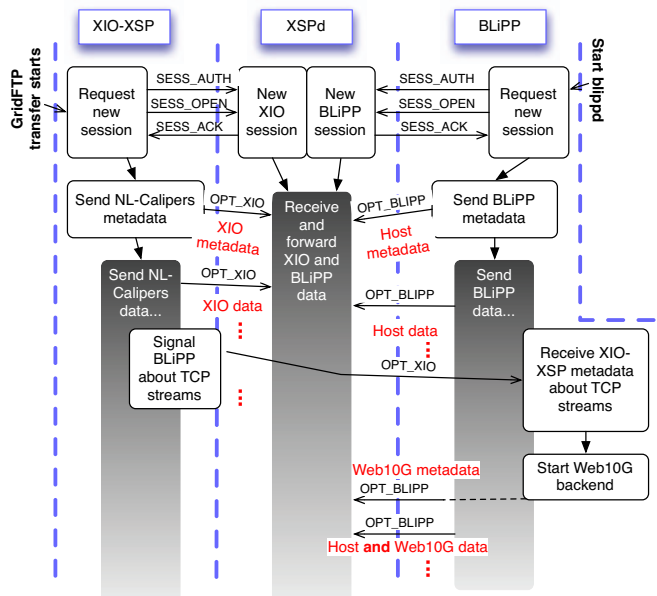 XIO-XSP
XSPd
BLiPP
GridFTP
transfer starts
Start blippd
Request
new
session
SESS_AUTH
SESS_OPEN
SESS_ACK
New
XIO
session
New
BLiPP
session
SESS_AUTH
SESS_OPEN
SESS_ACK
Request
new
session
Send NL-Calipers
metadata
OPT_XIO
XIO
metadata
Receive
and
forward
XIO and
BLiPP
data
OPT_BLIPP
Host
metadata
Send BLiPP
metadata
Send NL-
Calipers
data...
OPT_XIO
XIO data
OPT_BLIPP
Host data
Send
BLiPP
data...
Signal
BLiPP
about TCP
streams
OPT_XIO
Receive XIO-
XSP metadata
about TCP
streams
Start Web10G
backend
Web10G metadata
OPT_BLIPP
OPT_BLIPP
Host and Web10G data